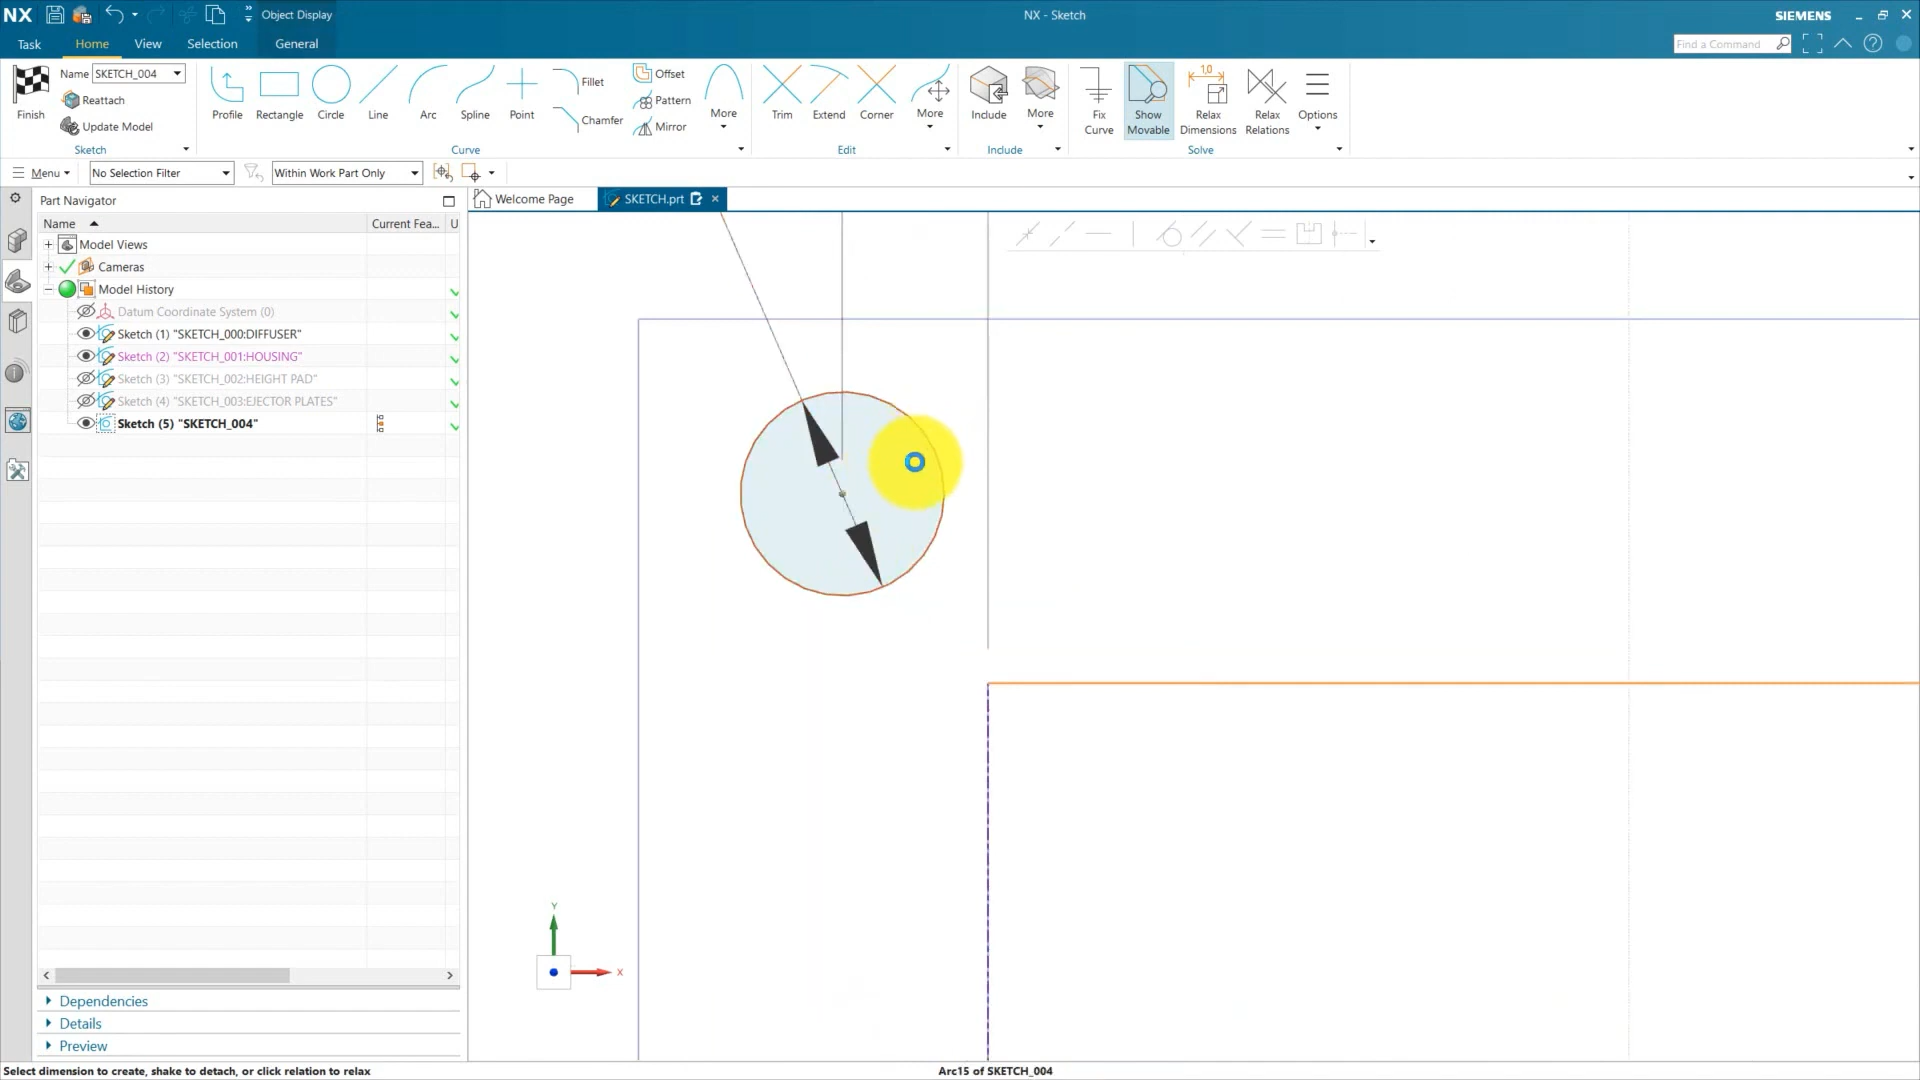 NX
Object Display
NX - Sketch
SIEMENS
Task
Home
View
Selection
General
Find a Command
Finish
Name
SKETCH_004
Reattach
Update Model
Sketch
Profile
Rectangle
Circle
Line
Arc
Spline
Point
Fillet
Chamfer
Offset
Pattern
Mirror
More
Curve
Trim
Extend
Corner
More
Edit
Include
More
Include
Fix
Curve
Show
Movable
1,0
Relax
Dimensions
Relax
Relations
Options
Solve
Menu
No Selection Filter
Within Work Part Only
Part Navigator
Welcome Page
SKETCH.prt
Name
Current Fea...
U
Model Views
Cameras
Model History
Datum Coordinate System (0)
Sketch (1) "SKETCH_000:DIFFUSER"
Sketch (2) "SKETCH_001:HOUSING"
Sketch (3) "SKETCH_002:HEIGHT PAD"
Sketch (4) "SKETCH_003:EJECTOR PLATES"
Sketch (5) "SKETCH_004"
Y
X
Dependencies
Details
Preview
Select dimension to create, shake to detach, or click relation to relax
Arc15 of SKETCH_004